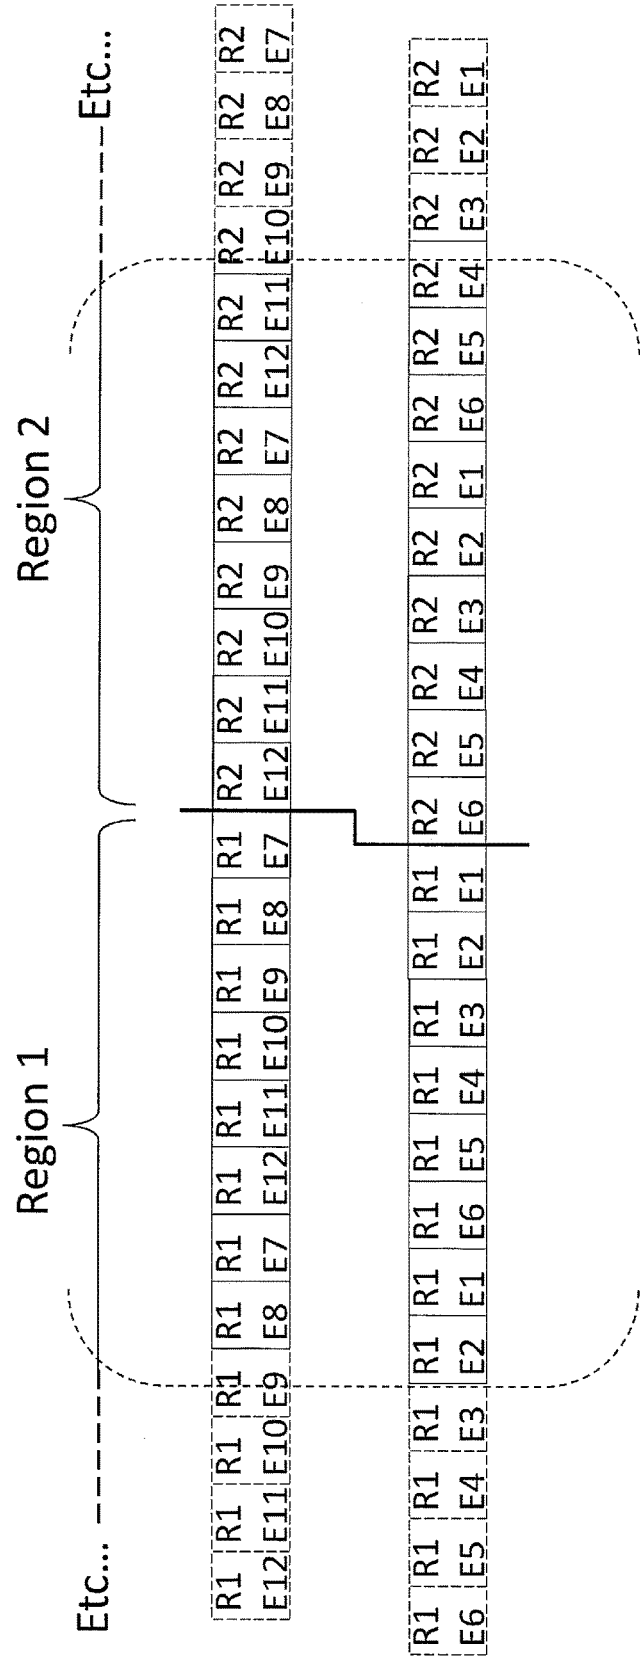 Region 1 Region 2
Etc... Etc...
R1 R1 R1 R1 R1 R1 R1 R1 R1 R1 R1 R1 R2 R2 R2 R2 R2 R2 R2 R2 R2 R2 R2 R2
E12 E11 E10 E9 E8 E7 E12 E11 E10 E9 E8 E7 E12 E11 E10 E9 E8 E7 E12 E11 E10 E9 E8 E7
R1 R1 R1 R1 R1 R1 R1 R1 R1 R1 R1 R1 R2 R2 R2 R2 R2 R2 R2 R2 R2 R2 R2 R2
E6 E5 E4 E3 E2 E1 E6 E5 E4 E3 E2 E1 E6 E5 E4 E3 E2 E1 E6 E5 E4 E3 E2 E1